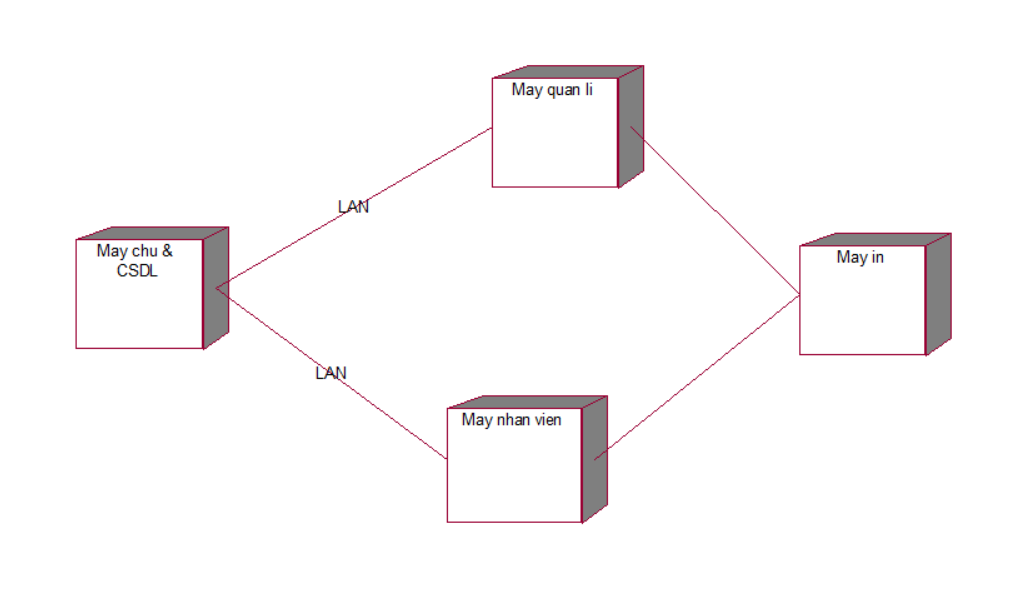 May quan li
LAN
May chu &
CSDL
May in
LAN
May nhan vien